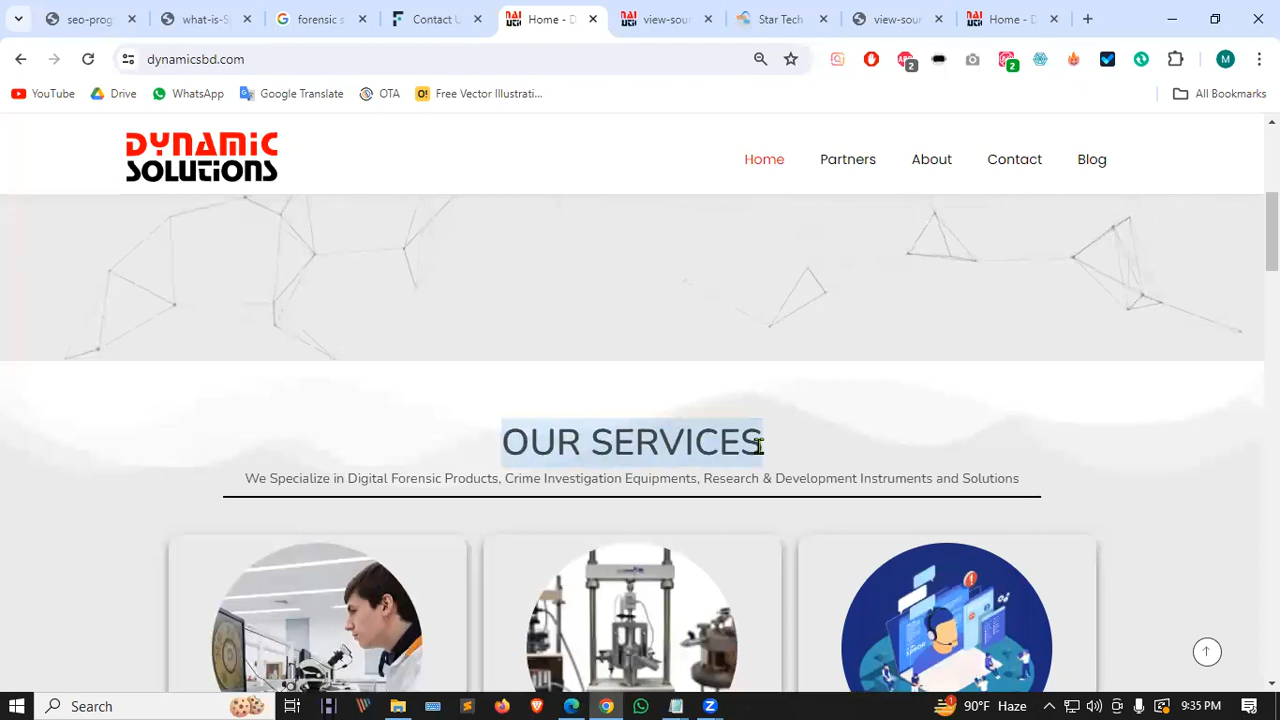 seo-prog
what-is-S
forensic s
Contact U
Home - D
view-sour
Star Tech
view-sour
Home - D
dynamicsbd.com
2
2
M
YouTube
Drive
WhatsApp
Google Translate
OTA
Free Vector Illustrati...
All Bookmarks
DYNAMIC
SOLUTIONS
Home
Partners
About
Contact
Blog
OUR SERVICES
We Specialize in Digital Forensic Products, Crime Investigation Equipments, Research & Development Instruments and Solutions
Search
90°F Haze
9:35 PM